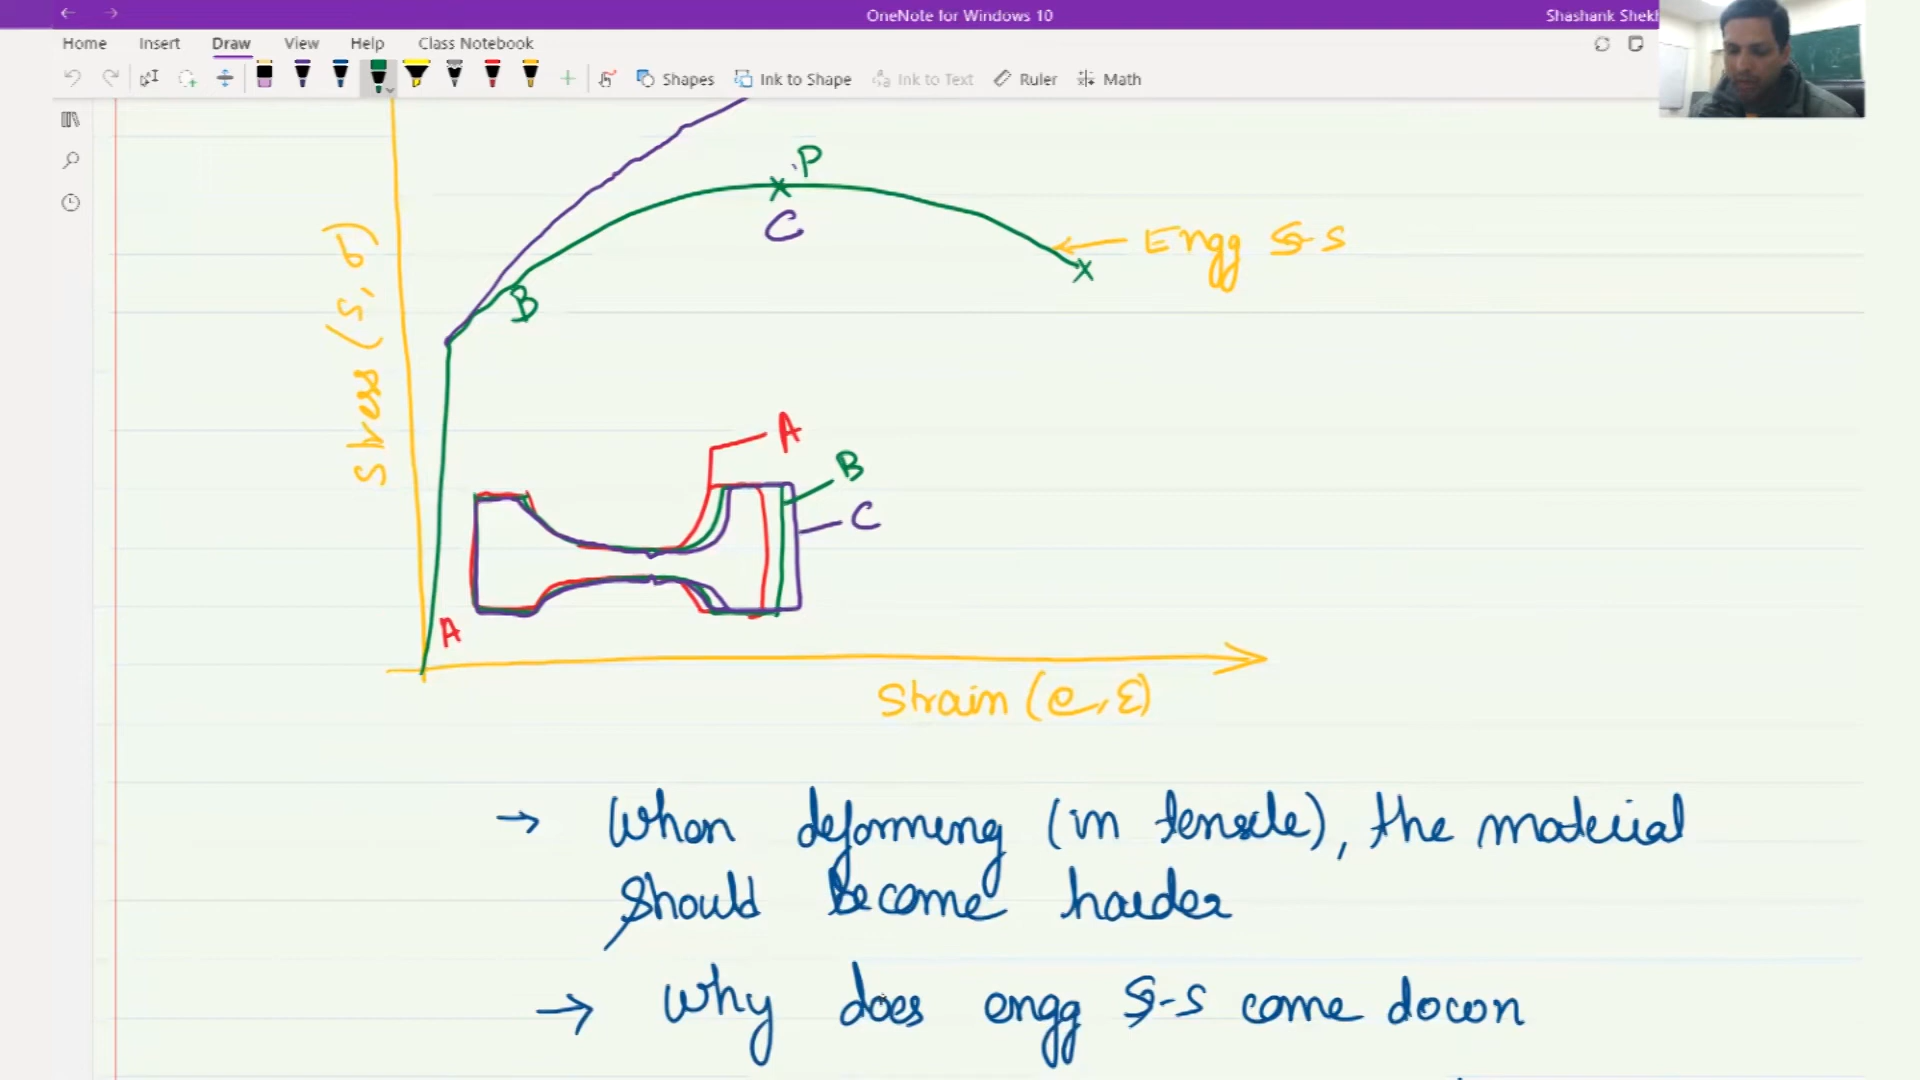 OneNote for Windows 10
Shashank Shekh
Home Insert Draw View Help Class Notebook
Shapes Ink to Shape Ink to Text Ruler Math
P
C
Engg S-S
B
Stress (s, σ)
A
B
C
A
Strain (e, ε)
→ When deforming (in tensile), the material
should become harder
→ Why does engg S-S come down